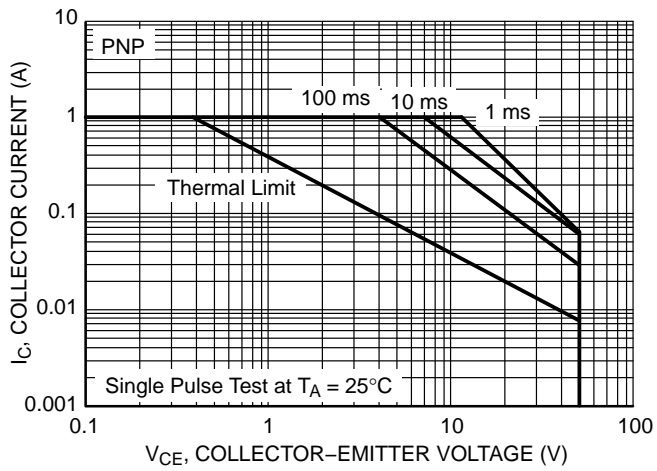 10
PNP
100 ms
10 ms
1 ms
1
Thermal Limit
0.1
0.01
Single Pulse Test at TA = 25°C
0.001
0.1
1
10
100
IC, COLLECTOR CURRENT (A)
VCE, COLLECTOR−EMITTER VOLTAGE (V)